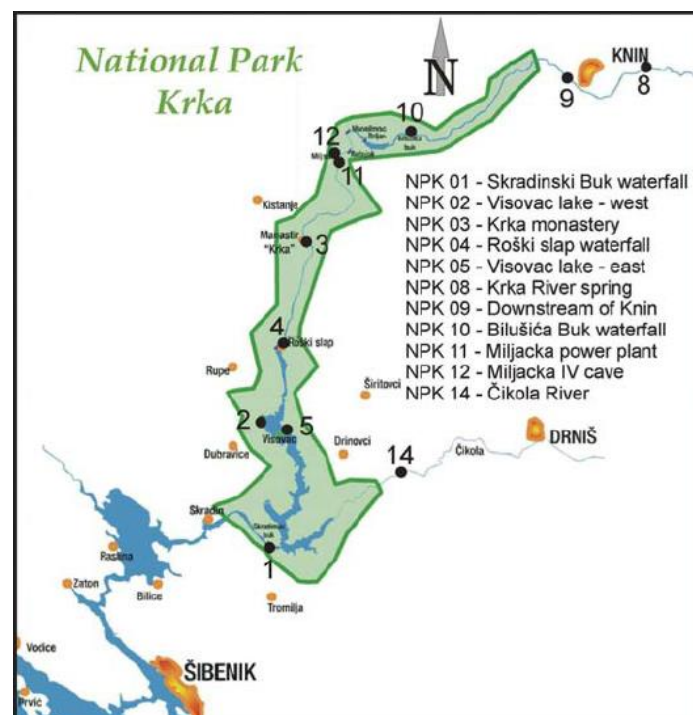 National Park
Krka
N
KNIN
10
9
8
12
11
Kistanje
Manastir
"Krka"
3
NPK 01 - Skradinski Buk waterfall
NPK 02 - Visovac lake - west
NPK 03 - Krka monastery
NPK 04 - Roški slap waterfall
NPK 05 - Visovac lake - east
NPK 08 - Krka River spring
NPK 09 - Downstream of Knin
NPK 10 - Bilušića Buk waterfall
NPK 11 - Miljacka power plant
NPK 12 - Miljacka IV cave
NPK 14 - Čikola River
4
Roški slap
Rupe
Širitovci
2
5
Visovac
Dubravice
Drinovci
14
Čikola
DRNIŠ
Skradin
Skradinski
buk
1
Raslina
Zaton
Bilice
Tromilja
Vodice
ŠIBENIK
Prvić